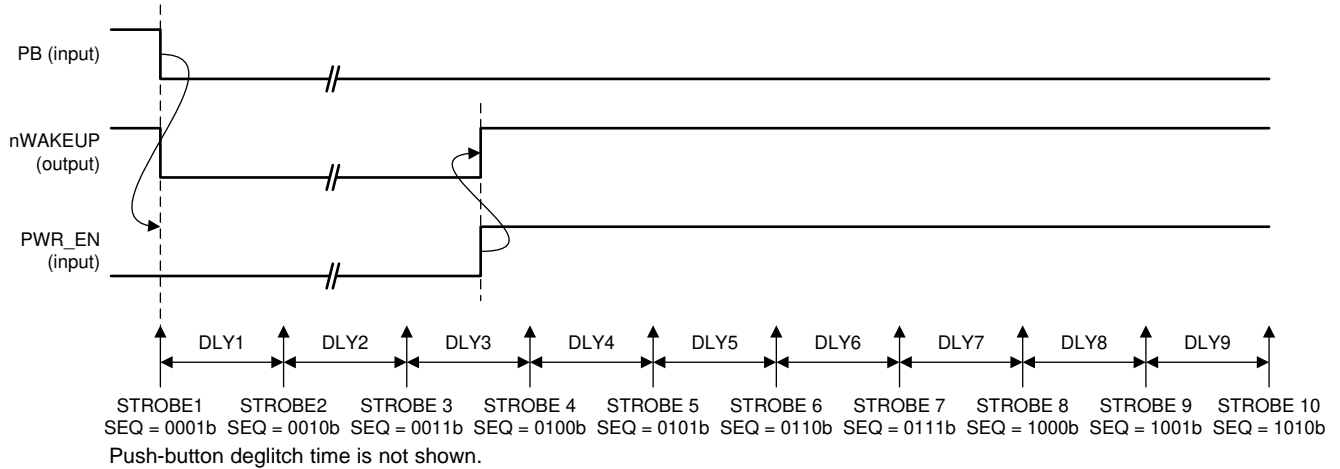 PB (input)
nWAKEUP
(output)
PWR_EN
(input)
DLY1 DLY2 DLY3 DLY4 DLY5 DLY6 DLY7 DLY8 DLY9
STROBE1 STROBE2 STROBE 3 STROBE 4 STROBE 5 STROBE 6 STROBE 7 STROBE 8 STROBE 9 STROBE 10
SEQ = 0001b SEQ = 0010b SEQ = 0011b SEQ = 0100b SEQ = 0101b SEQ = 0110b SEQ = 0111b SEQ = 1000b SEQ = 1001b SEQ = 1010b
Push-button deglitch time is not shown.